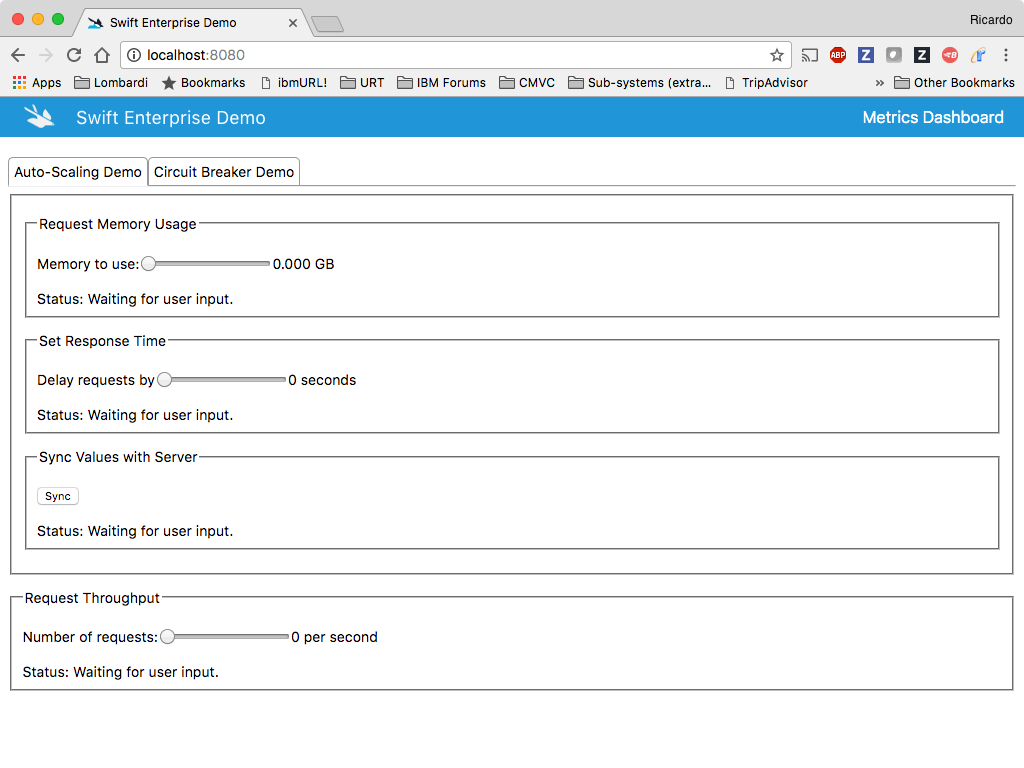 Swift Enterprise Demo
Ricardo
localhost:8080
ABP
Z
Z
Apps Lombardi Bookmarks ibmURL! URT IBM Forums CMVC Sub-systems (extra... TripAdvisor » Other Bookmarks
Swift Enterprise Demo Metrics Dashboard
Auto-Scaling Demo Circuit Breaker Demo
Request Memory Usage
Memory to use: 0.000 GB
Status: Waiting for user input.
Set Response Time
Delay requests by 0 seconds
Status: Waiting for user input.
Sync Values with Server
Sync
Status: Waiting for user input.
Request Throughput
Number of requests: 0 per second
Status: Waiting for user input.